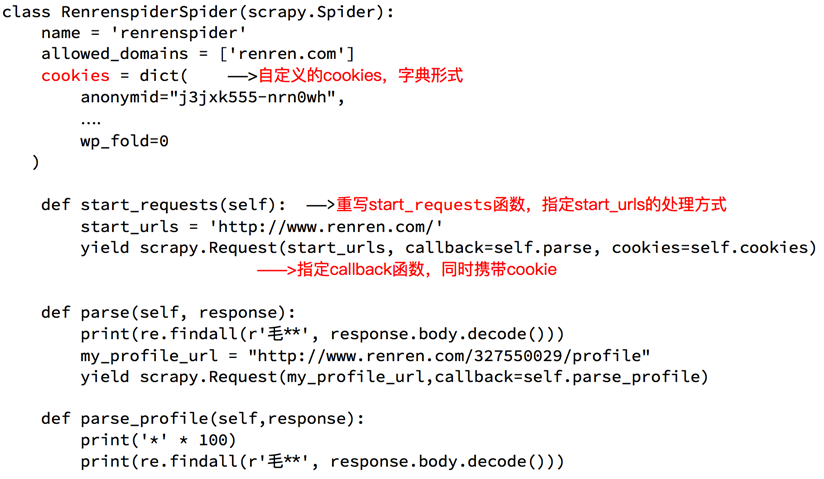 class RenrenspiderSpider(scrapy.Spider):
    name = 'renrenspider'
    allowed_domains = ['renren.com']
    cookies = dict(    ——>自定义的cookies，字典形式
        anonymid="j3jxk555-nrn0wh",
        ....
        wp_fold=0
   )
    def start_requests(self):  ——>重写start_requests函数，指定start_urls的处理方式
        start_urls = 'http://www.renren.com/'
        yield scrapy.Request(start_urls, callback=self.parse, cookies=self.cookies)
                          ———>指定callback函数，同时携带cookie
    def parse(self, response):
        print(re.findall(r'毛**', response.body.decode()))
        my_profile_url = "http://www.renren.com/327550029/profile"
        yield scrapy.Request(my_profile_url,callback=self.parse_profile)
    def parse_profile(self,response):
        print('*' * 100)
        print(re.findall(r'毛**', response.body.decode()))